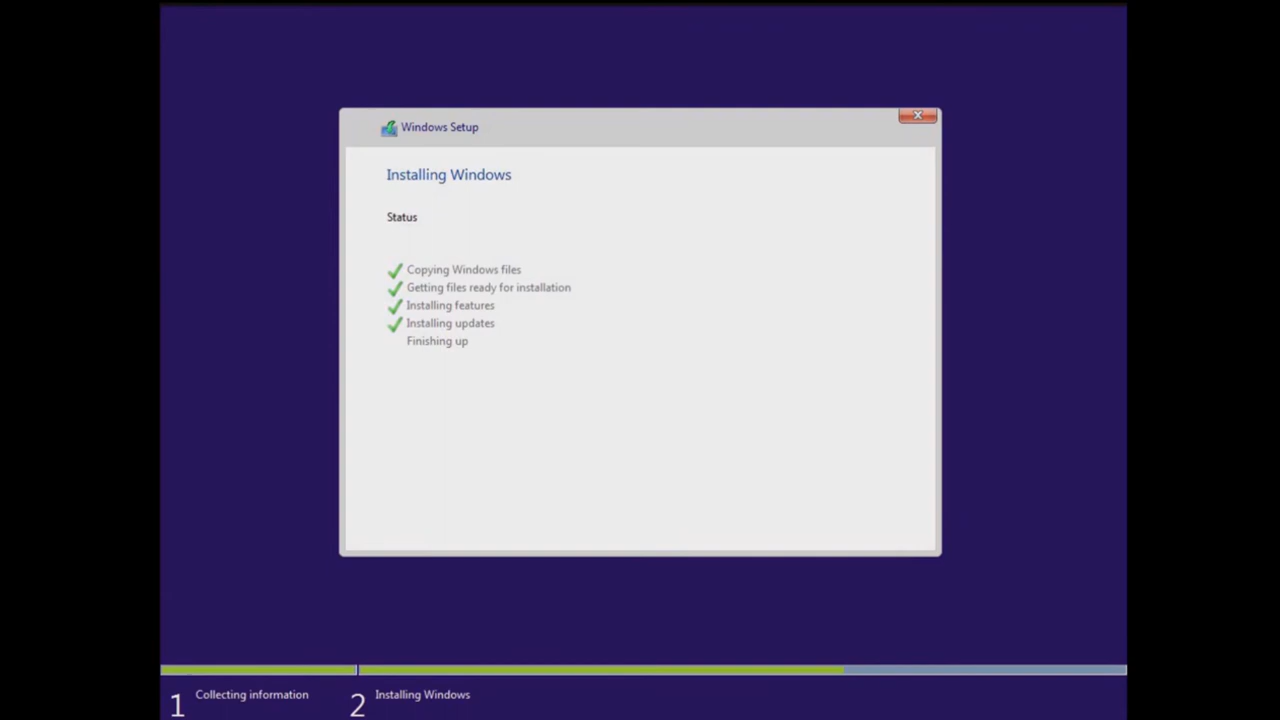 Windows Setup
Installing Windows
Status
Copying Windows files
Getting files ready for installation
Installing features
Installing updates
Finishing up
1 Collecting information
2 Installing Windows